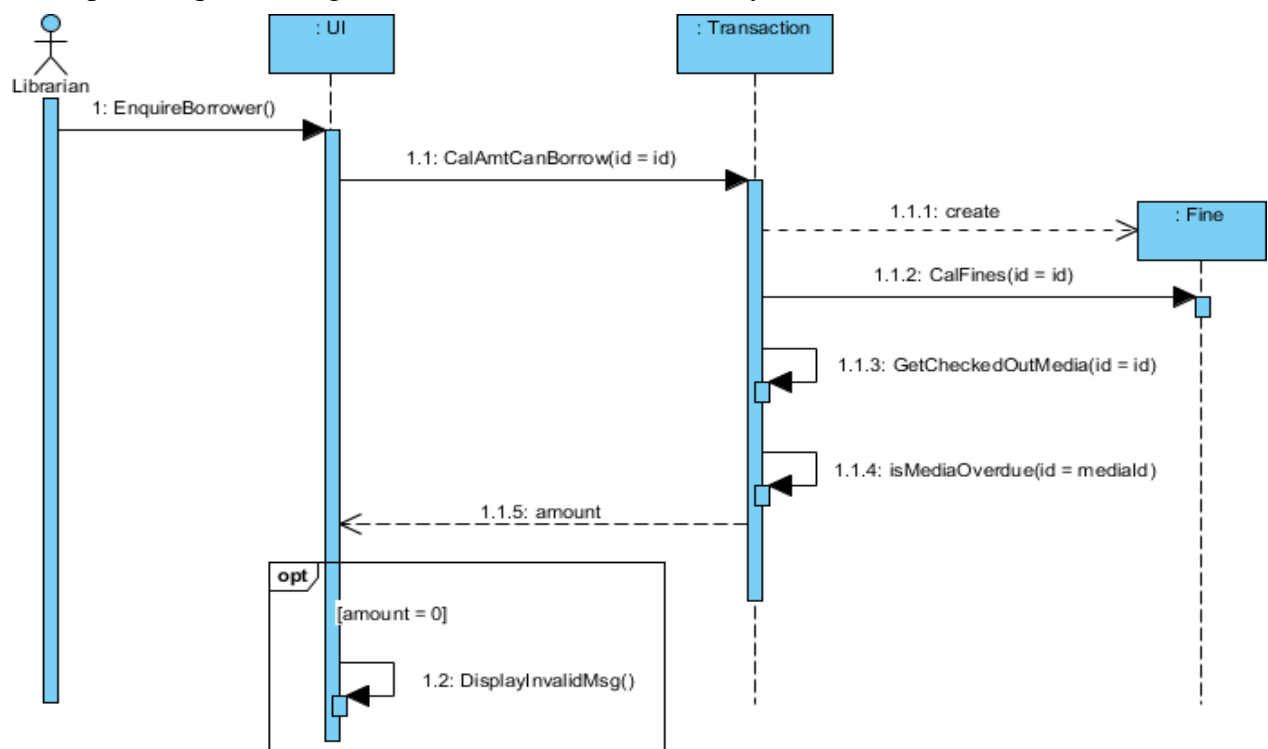 : UI
: Transaction
Librarian
1: EnquireBorrower()
1.1: CalAmtCanBorrow(id = id)
1.1.1: create
: Fine
1.1.2: CalFines(id = id)
1.1.3: GetCheckedOutMedia(id = id)
1.1.4: isMediaOverdue(id = mediaId)
1.1.5: amount
opt
[amount = 0]
1.2: DisplayInvalidMsg()